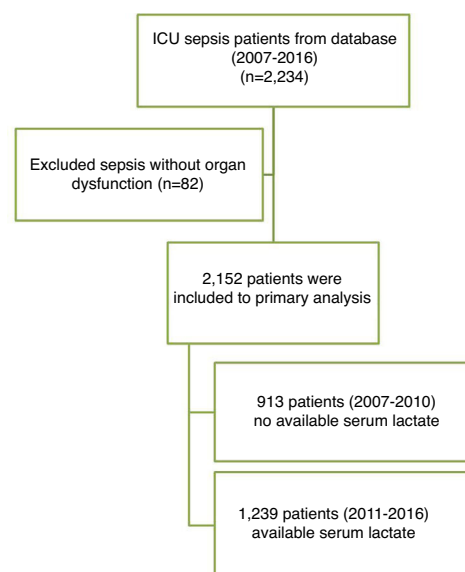 ICU sepsis patients from database
(2007-2016)
(n=2,234)
Excluded sepsis without organ
dysfunction (n=82)
2,152 patients were
included to primary analysis
913 patients (2007-2010)
no available serum lactate
1,239 patients (2011-2016)
available serum lactate